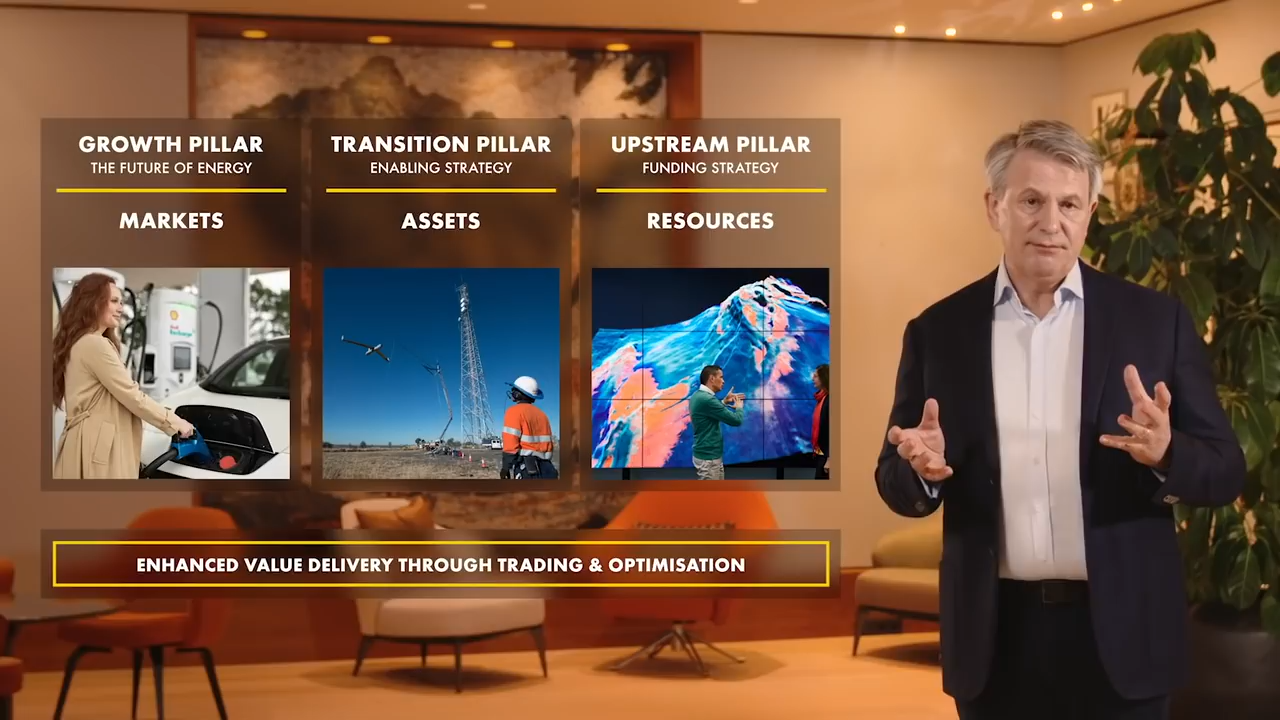 GROWTH PILLAR
THE FUTURE OF ENERGY
MARKETS
TRANSITION PILLAR
ENABLING STRATEGY
ASSETS
UPSTREAM PILLAR
FUNDING STRATEGY
RESOURCES
ENHANCED VALUE DELIVERY THROUGH TRADING & OPTIMISATION